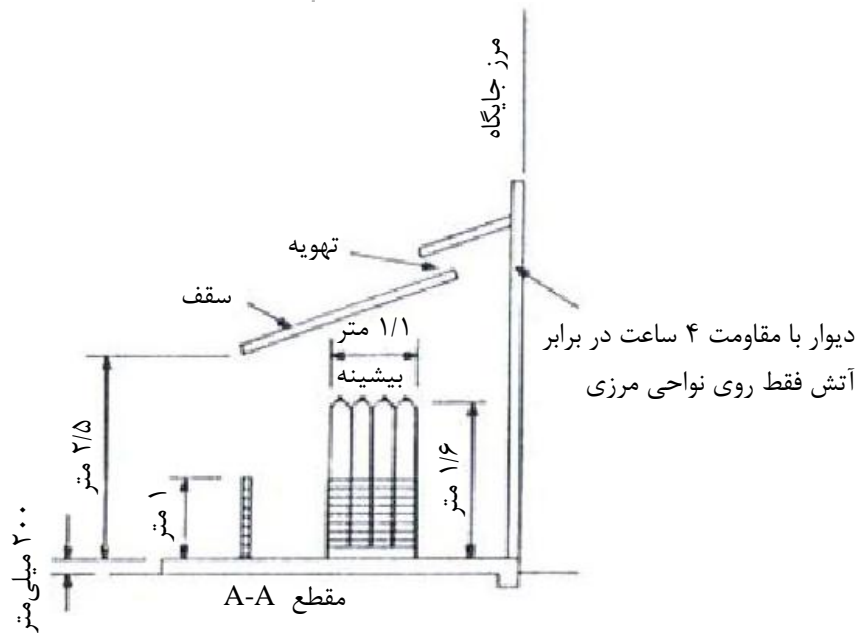 مرز جایگاه
تهویه
سقف
۱/۱ متر
بیشینه
دیوار با مقاومت ۴ ساعت در برابر
آتش فقط روی نواحی مرزی
۲/۵ متر
۱ متر
۱/۶ متر
۲۰۰ میلی‌متر
مقطع A-A